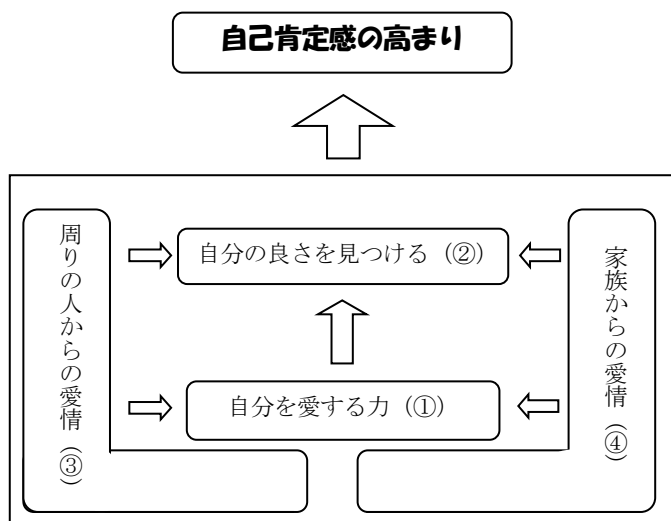 自己肯定感の高まり
周りの人からの愛情（③）
自分の良さを見つける（②）
家族からの愛情（④）
自分を愛する力（①）